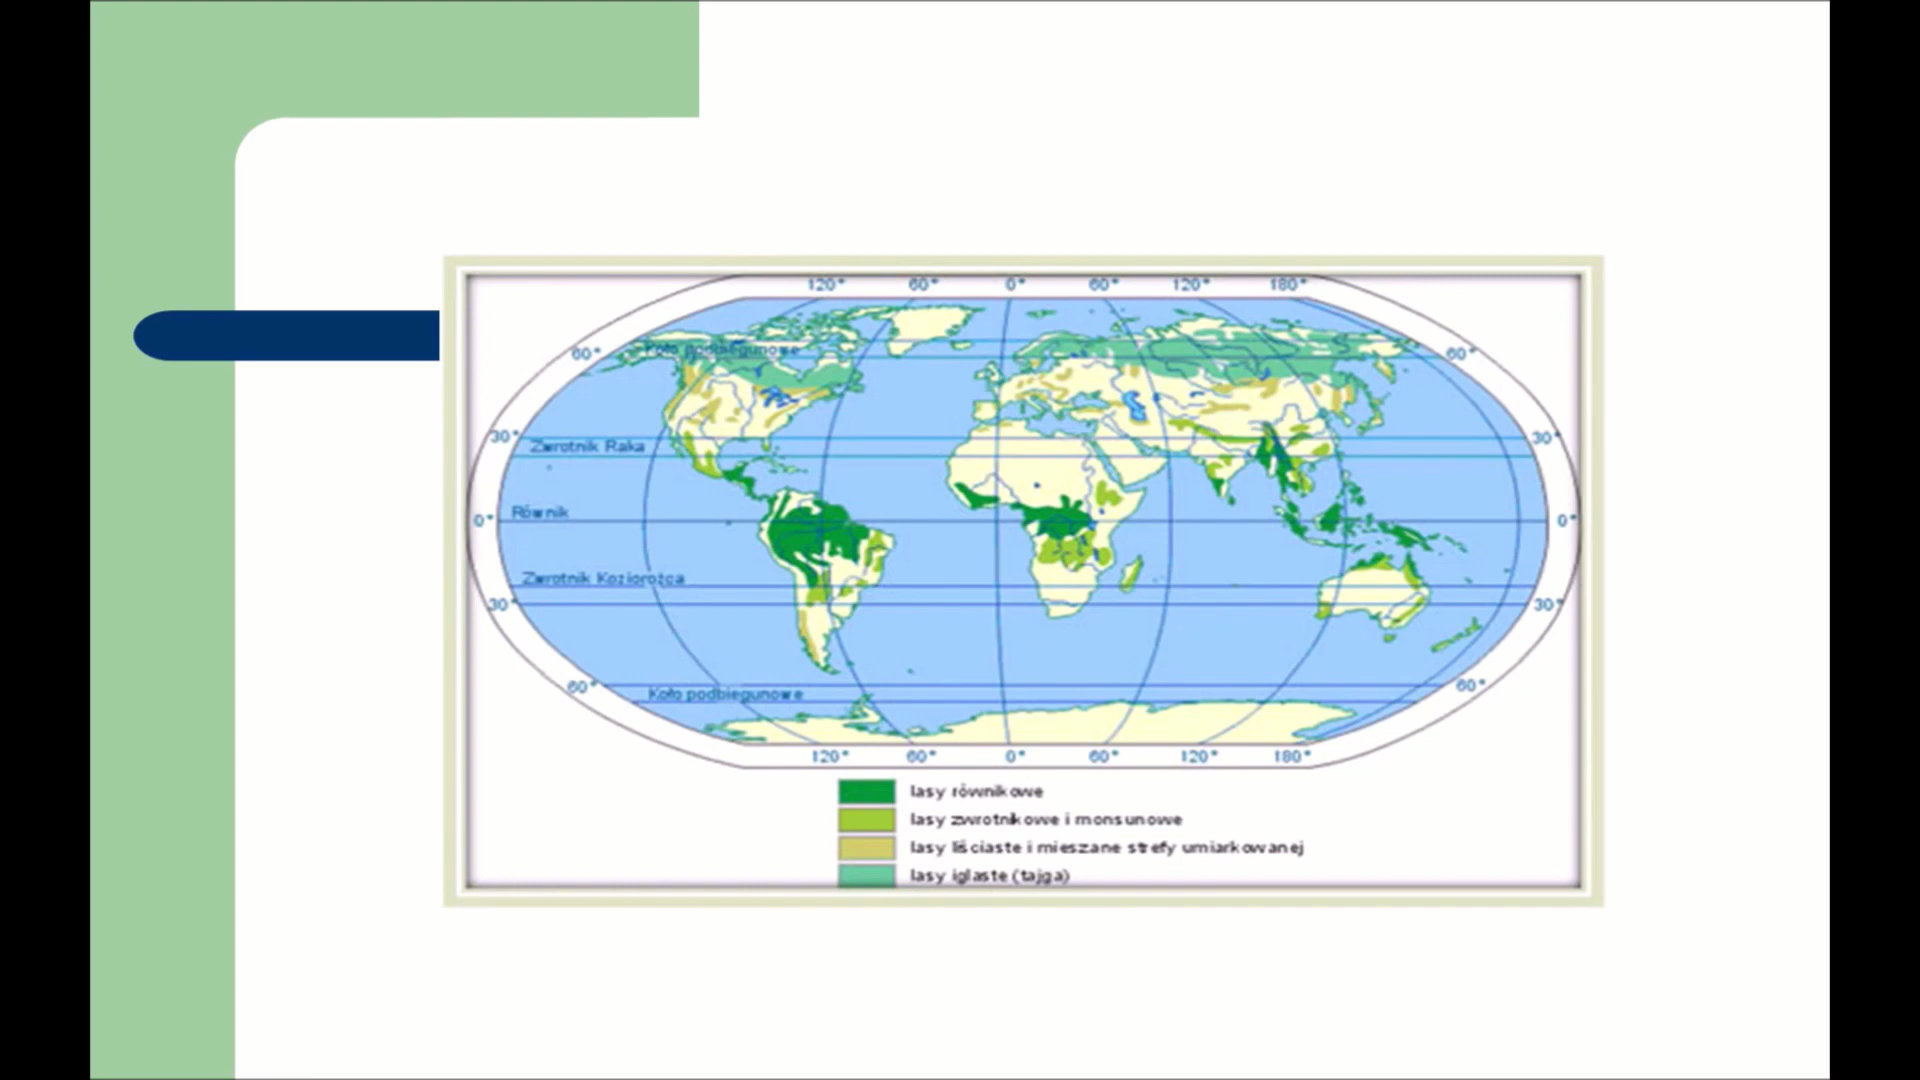 120° 60° 0° 60° 120° 180°
60° Koło podbiegunowe 60°
30° 30°
Zwrotnik Raka
Równik
0° 0°
Zwrotnik Koziorożca
30° 30°
60° 60°
Koło podbiegunowe
120° 60° 0° 60° 120° 180°
lasy równikowe
lasy zwrotnikowe i monsunowe
lasy liściaste i mieszane strefy umiarkowanej
lasy iglaste (tajga)